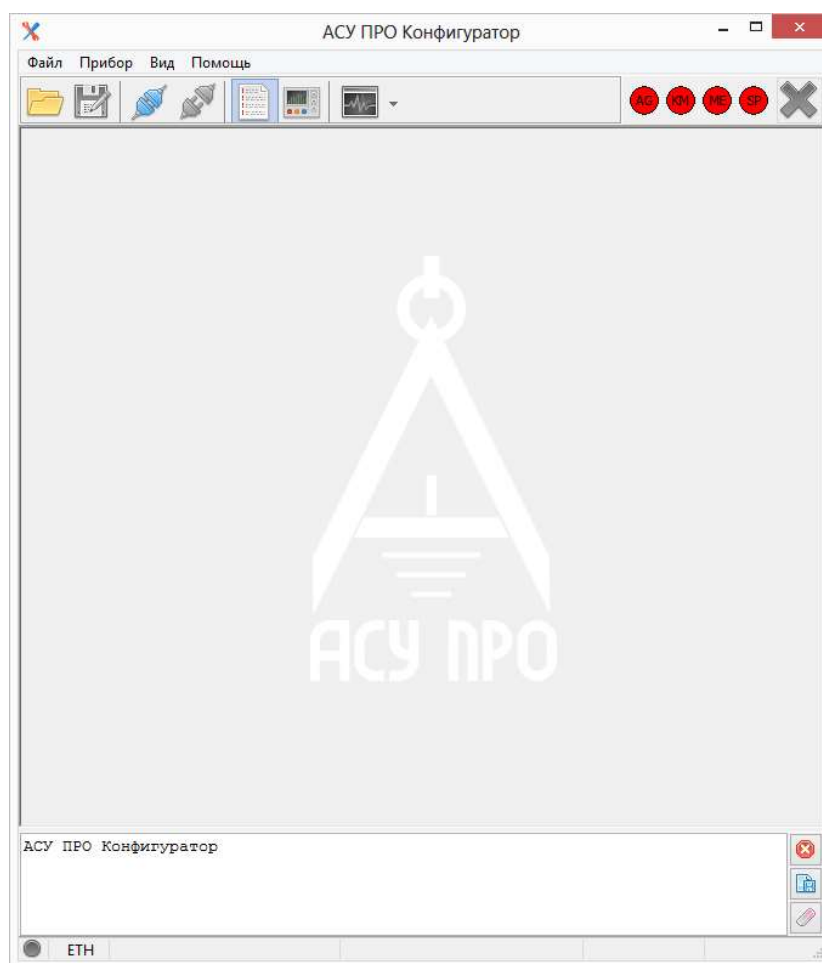 АСУ ПРО Конфигуратор
Файл Прибор Вид Помощь
AG KM ME SP
АСУ ПРО
АСУ ПРО Конфигуратор
ETH